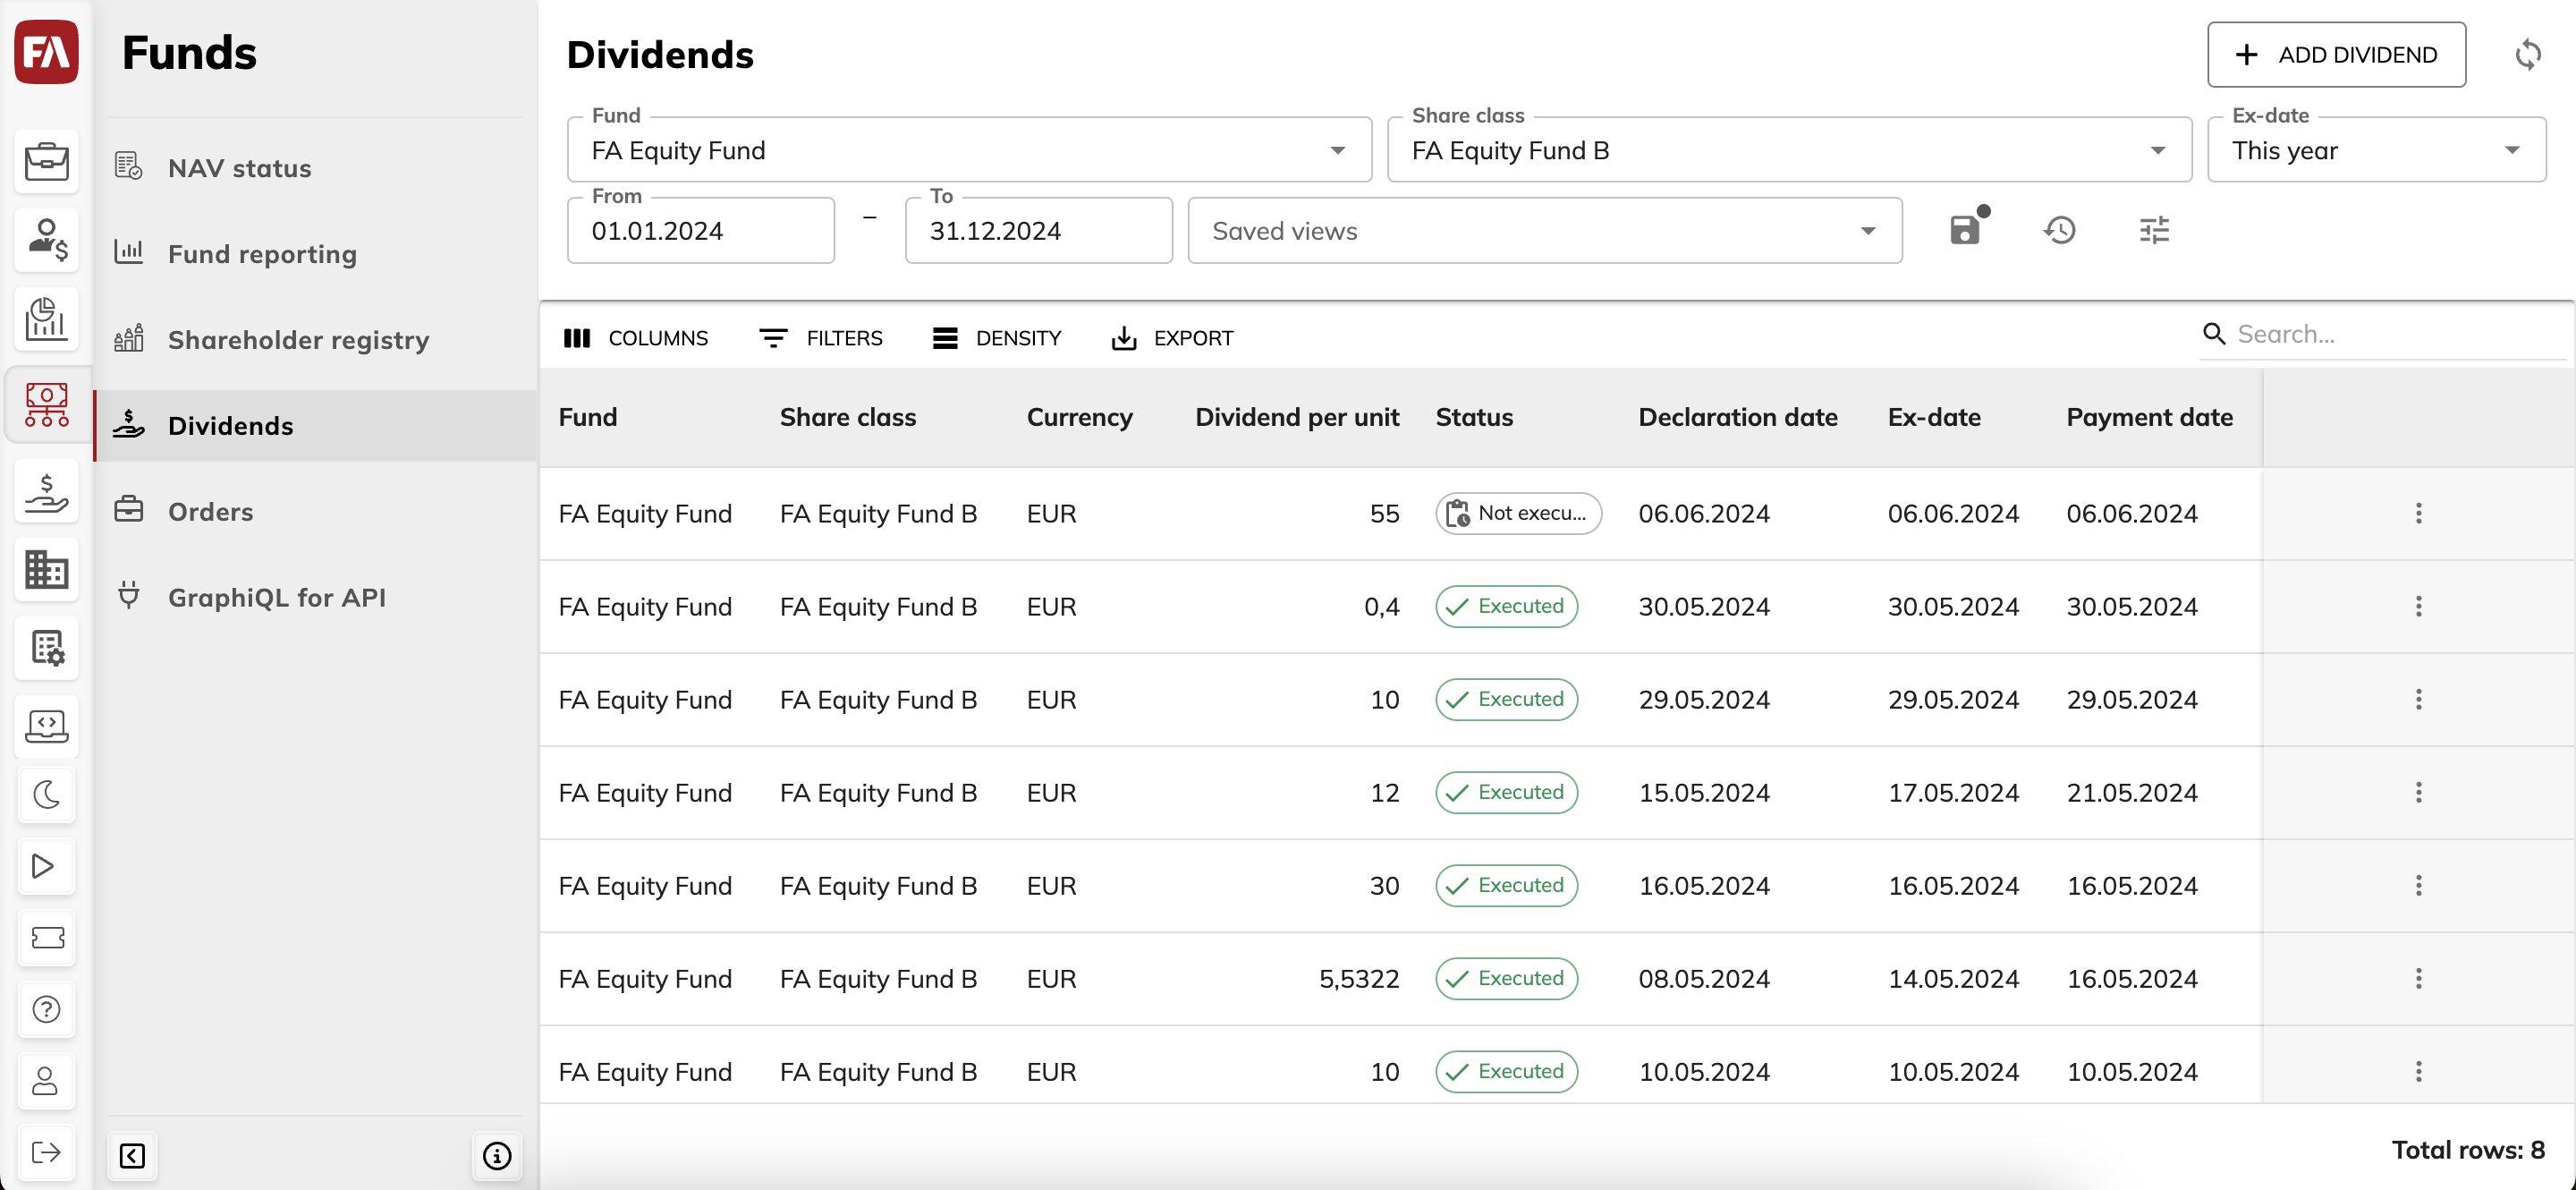 FA
Funds
NAV status
Fund reporting
Shareholder registry
Dividends
Orders
GraphiQL for API
Dividends
ADD DIVIDEND
Fund
FA Equity Fund
Share class
FA Equity Fund B
Ex-date
This year
From
01.01.2024
–
To
31.12.2024
Saved views
COLUMNS FILTERS DENSITY EXPORT
Search...
Fund Share class Currency Dividend per unit Status Declaration date Ex-date Payment date
FA Equity Fund FA Equity Fund B EUR 55 Not execu... 06.06.2024 06.06.2024 06.06.2024
FA Equity Fund FA Equity Fund B EUR 0,4 Executed 30.05.2024 30.05.2024 30.05.2024
FA Equity Fund FA Equity Fund B EUR 10 Executed 29.05.2024 29.05.2024 29.05.2024
FA Equity Fund FA Equity Fund B EUR 12 Executed 15.05.2024 17.05.2024 21.05.2024
FA Equity Fund FA Equity Fund B EUR 30 Executed 16.05.2024 16.05.2024 16.05.2024
FA Equity Fund FA Equity Fund B EUR 5,5322 Executed 08.05.2024 14.05.2024 16.05.2024
FA Equity Fund FA Equity Fund B EUR 10 Executed 10.05.2024 10.05.2024 10.05.2024
Total rows: 8